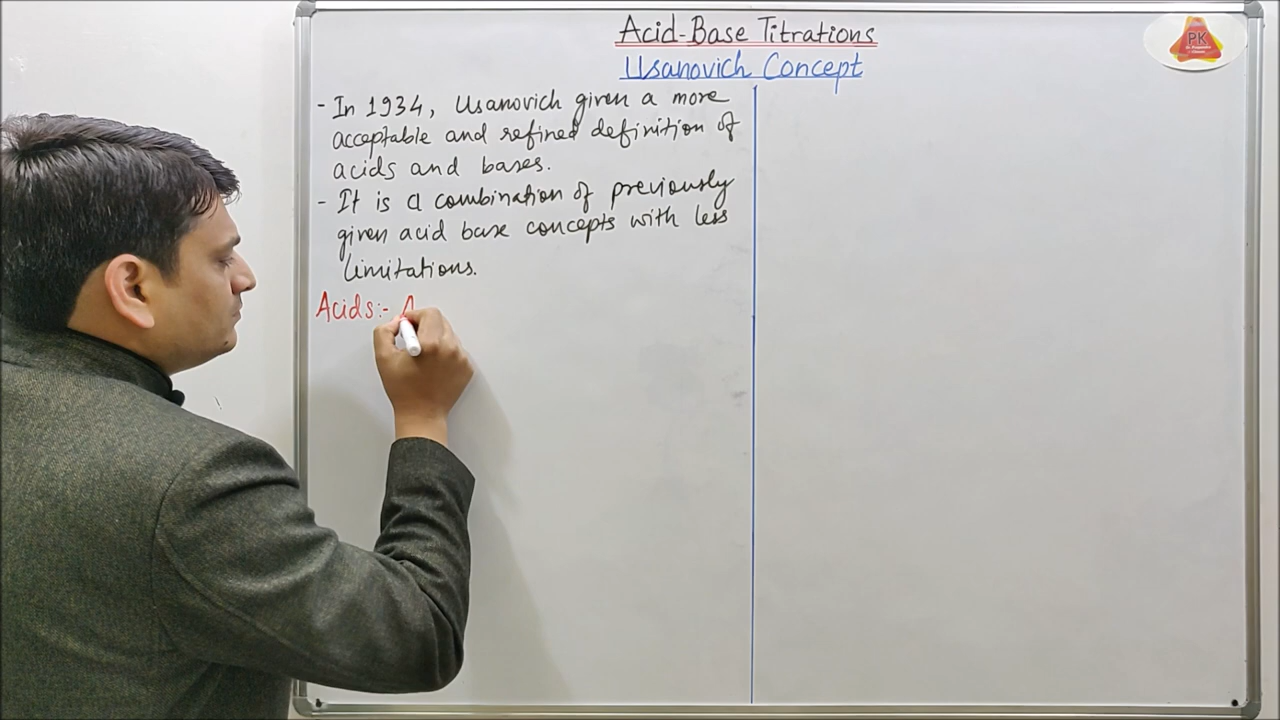 Acid-Base Titrations
Usanovich Concept
PK
- In 1934, Usanovich given a more
acceptable and refined definition of
acids and bases.
- It is a combination of previously
given acid base concepts with less
limitations.
Acids:- A